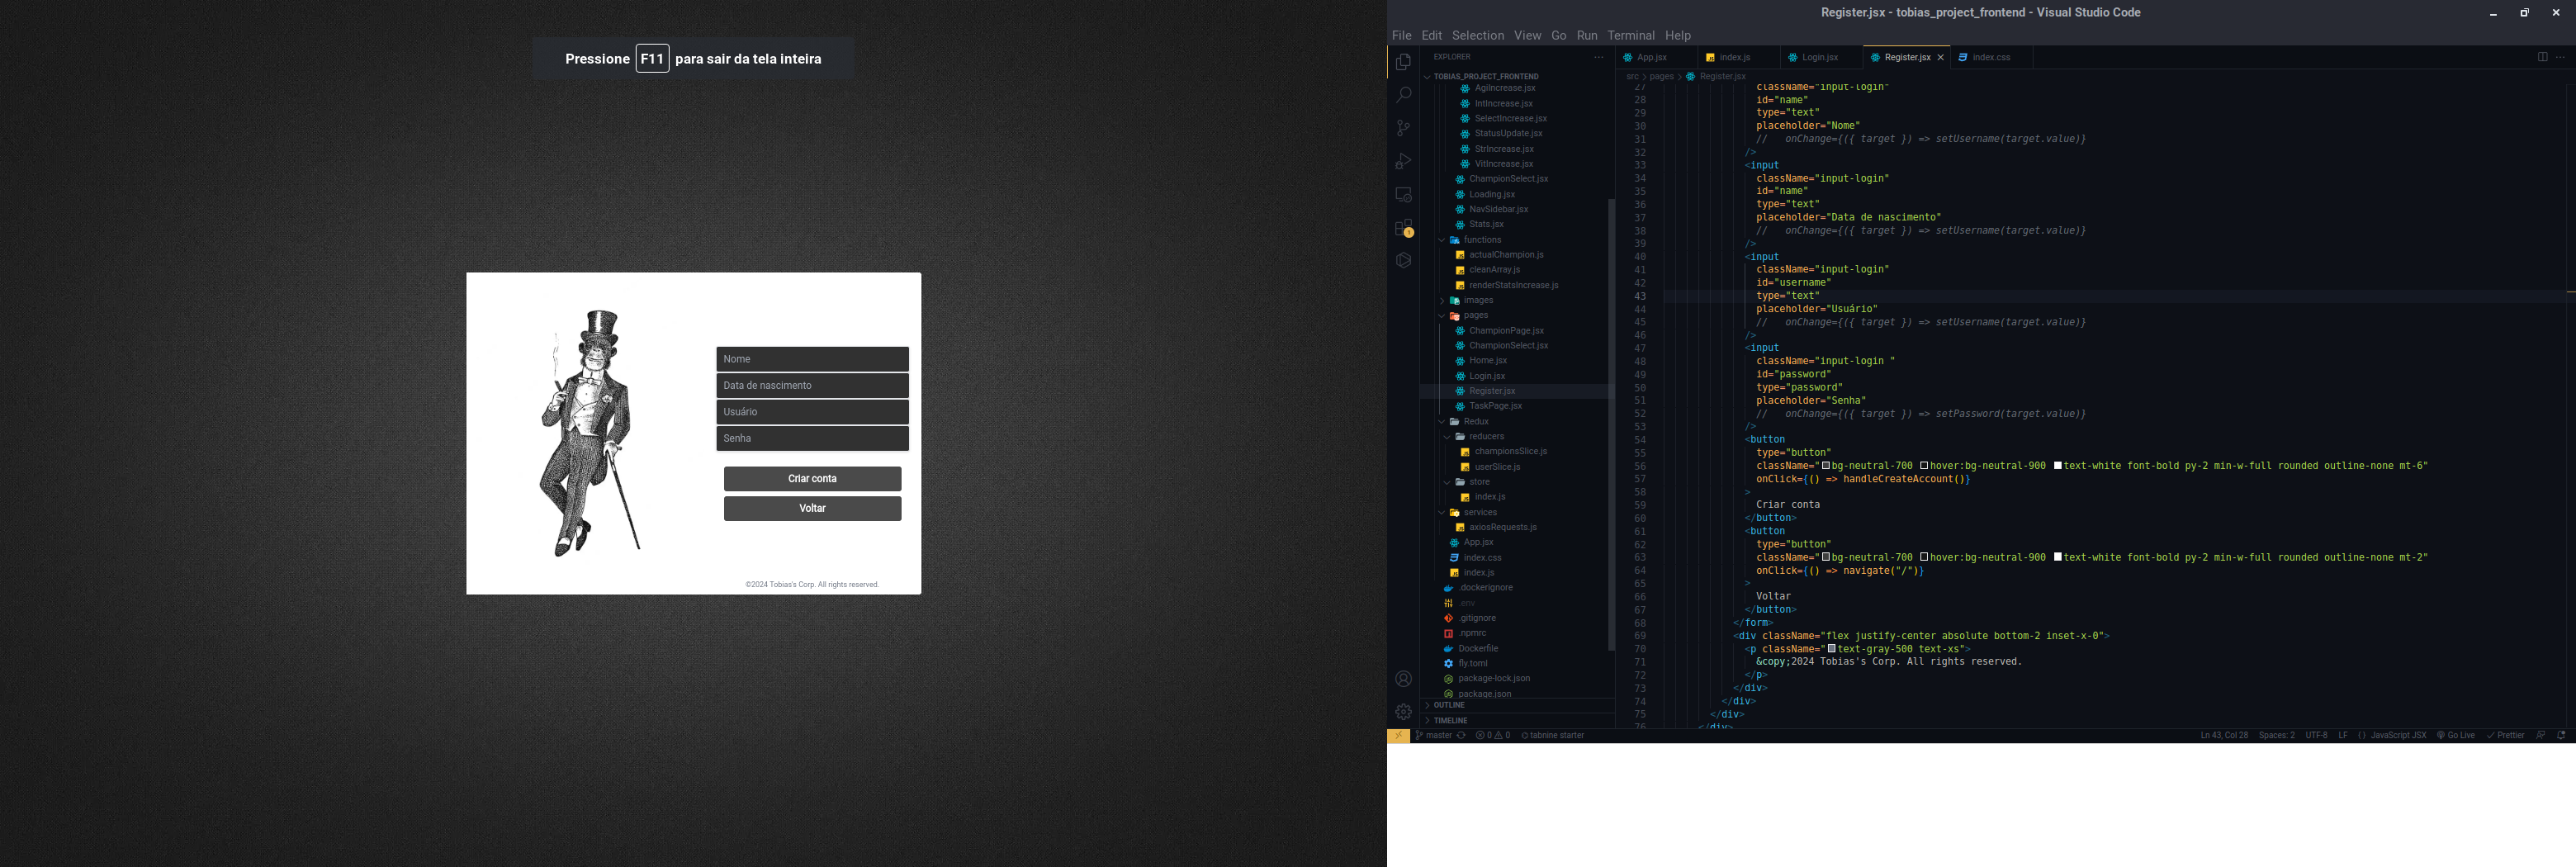 Pressione F11 para sair da tela inteira
Nome
Data de nascimento
Usuário
Senha
Criar conta
Voltar
©2024 Tobias's Corp. All rights reserved.
Register.jsx - tobias_project_frontend - Visual Studio Code
File Edit Selection View Go Run Terminal Help
EXPLORER
TOBIAS_PROJECT_FRONTEND
AgiIncrease.jsx
IntIncrease.jsx
SelectIncrease.jsx
StatusUpdate.jsx
StrIncrease.jsx
VitIncrease.jsx
ChampionSelect.jsx
Loading.jsx
NavSidebar.jsx
Stats.jsx
functions
actualChampion.js
cleanArray.js
renderStatsIncrease.js
images
pages
ChampionPage.jsx
ChampionSelect.jsx
Home.jsx
Login.jsx
Register.jsx
TaskPage.jsx
Redux
reducers
championsSlice.js
userSlice.js
store
index.js
services
axiosRequests.js
App.jsx
index.css
index.js
.dockerignore
.env
.gitignore
.npmrc
Dockerfile
fly.toml
package-lock.json
package.json
OUTLINE
TIMELINE
App.jsx index.js Login.jsx Register.jsx index.css
src > pages > Register.jsx
27 className="input-login"
28 id="name"
29 type="text"
30 placeholder="Nome"
31 // onChange={({ target }) => setUsername(target.value)}
32 />
33 <input
34 className="input-login"
35 id="name"
36 type="text"
37 placeholder="Data de nascimento"
38 // onChange={({ target }) => setUsername(target.value)}
39 />
40 <input
41 className="input-login"
42 id="username"
43 type="text"
44 placeholder="Usuário"
45 // onChange={({ target }) => setUsername(target.value)}
46 />
47 <input
48 className="input-login "
49 id="password"
50 type="password"
51 placeholder="Senha"
52 // onChange={({ target }) => setPassword(target.value)}
53 />
54 <button
55 type="button"
56 className="bg-neutral-700 hover:bg-neutral-900 text-white font-bold py-2 min-w-full rounded outline-none mt-6"
57 onClick={() => handleCreateAccount()}
58 >
59 Criar conta
60 </button>
61 <button
62 type="button"
63 className="bg-neutral-700 hover:bg-neutral-900 text-white font-bold py-2 min-w-full rounded outline-none mt-2"
64 onClick={() => navigate("/")}
65 >
66 Voltar
67 </button>
68 </form>
69 <div className="flex justify-center absolute bottom-2 inset-x-0">
70 <p className="text-gray-500 text-xs">
71 &copy;2024 Tobias's Corp. All rights reserved.
72 </p>
73 </div>
74 </div>
75 </div>
76 </div>
master 0 0 tabnine starter
Ln 43, Col 28 Spaces: 2 UTF-8 LF {} JavaScript JSX Go Live Prettier